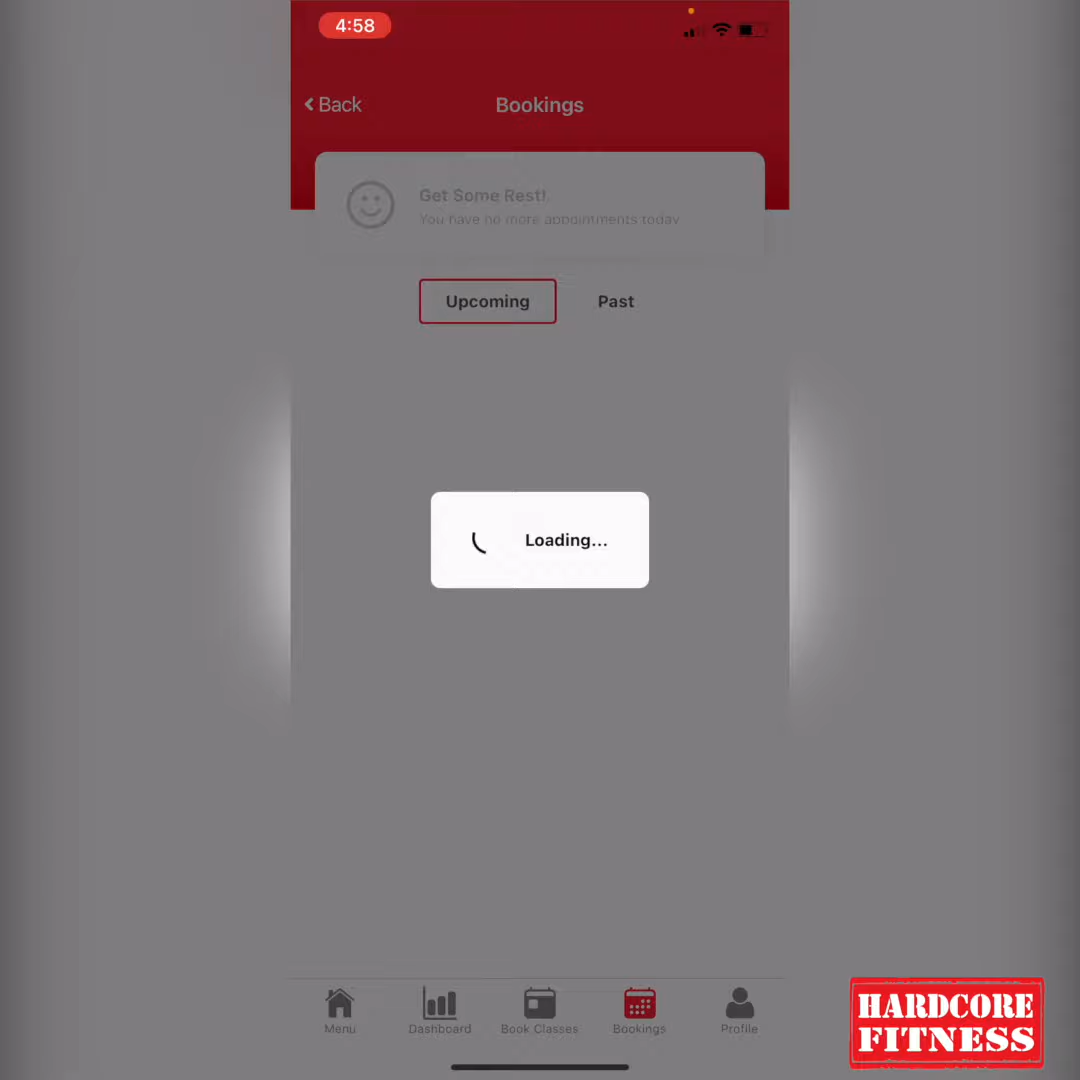 4:58
Back
Bookings
Get Some Rest!
You have no more appointments today
Upcoming
Past
Loading...
Menu
Dashboard
Book Classes
Bookings
Profile
HARDCORE
FITNESS